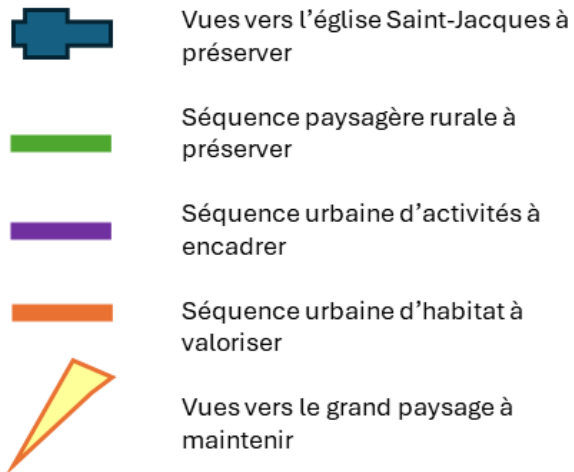 Vues vers l’église Saint-Jacques à
préserver
Séquence paysagère rurale à
préserver
Séquence urbaine d’activités à
encadrer
Séquence urbaine d’habitat à
valoriser
Vues vers le grand paysage à
maintenir